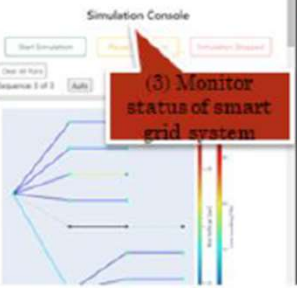 Simulation Console
Start Simulation
Simulation Stopped
Clear All Plots
Sequence 3 of 3
Auto
(3) Monitor
status of smart
grid system